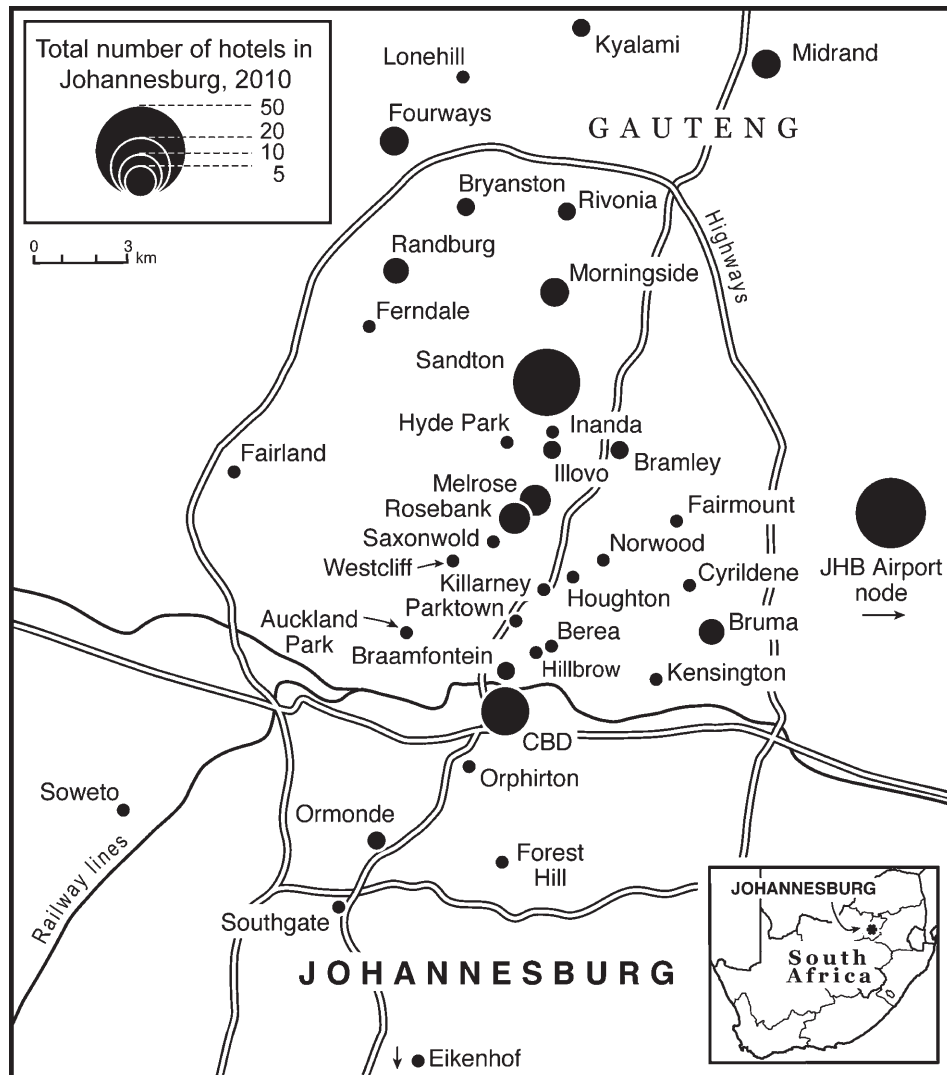 Total number of hotels in
Johannesburg, 2010
50
20
10
5
0 3
km
Kyalami
Lonehill
Midrand
Fourways
GAUTENG
Bryanston
Rivonia
Highways
Randburg
Morningside
Ferndale
Sandton
Hyde Park
Inanda
Fairland
Illovo
Bramley
Melrose
Rosebank
Fairmount
Saxonwold
Norwood
Westcliff
Killarney
Cyrildene
JHB Airport
node
Houghton
Parktown
Auckland
Park
Berea
Bruma
Braamfontein
Hillbrow
Kensington
CBD
Orphirton
Soweto
Ormonde
Railway lines
Forest
Hill
Southgate
JOHANNESBURG
JOHANNESBURG
South
Africa
Eikenhof